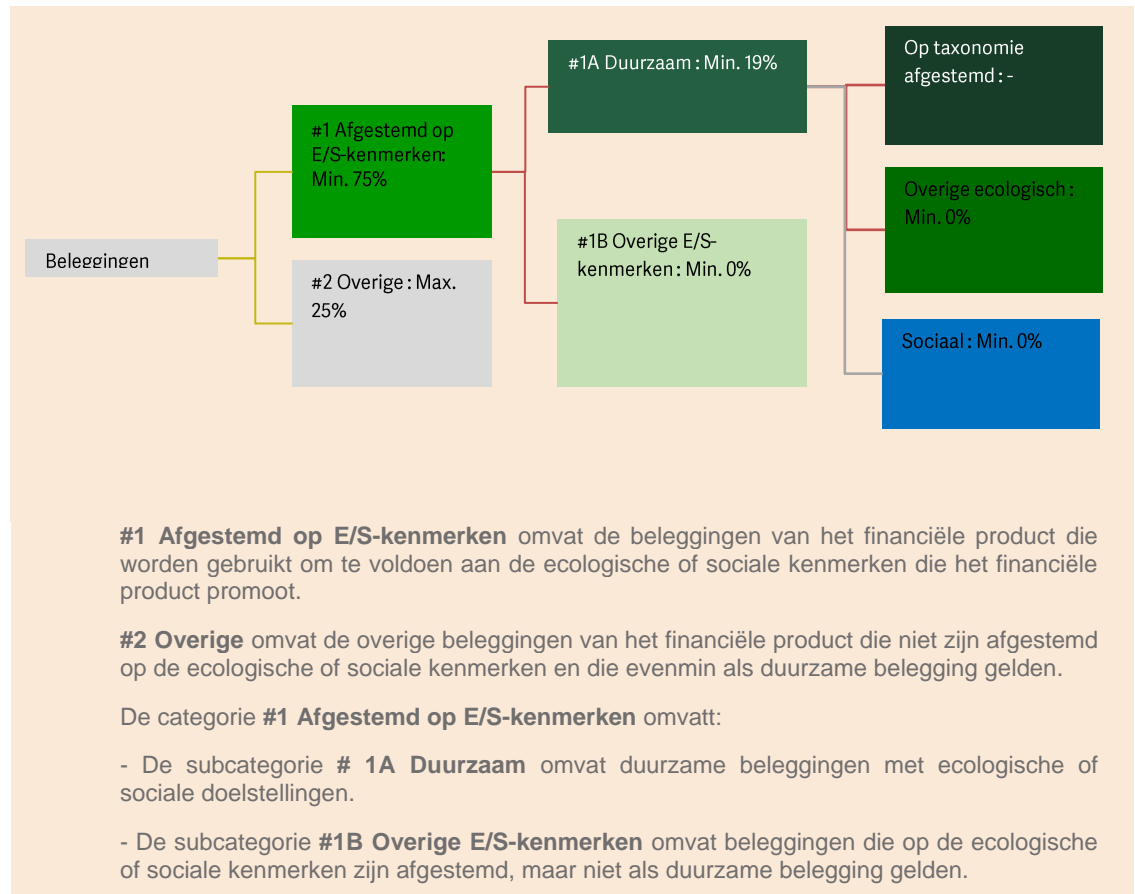 #1A Duurzaam : Min. 19%
Op taxonomie
afgestemd : -
#1 Afgestemd op
E/S-kenmerken:
Min. 75%
Overige ecologisch :
Min. 0%
#1B Overige E/S-
kenmerken : Min. 0%
Beleggingen
#2 Overige : Max.
25%
Sociaal : Min. 0%
#1 Afgestemd op E/S-kenmerken omvat de beleggingen van het financiële product die
worden gebruikt om te voldoen aan de ecologische of sociale kenmerken die het financiële
product promoot.
#2 Overige omvat de overige beleggingen van het financiële product die niet zijn afgestemd
op de ecologische of sociale kenmerken en die evenmin als duurzame belegging gelden.
De categorie #1 Afgestemd op E/S-kenmerken omvatt:
- De subcategorie # 1A Duurzaam omvat duurzame beleggingen met ecologische of
sociale doelstellingen.
- De subcategorie #1B Overige E/S-kenmerken omvat beleggingen die op de ecologische
of sociale kenmerken zijn afgestemd, maar niet als duurzame belegging gelden.